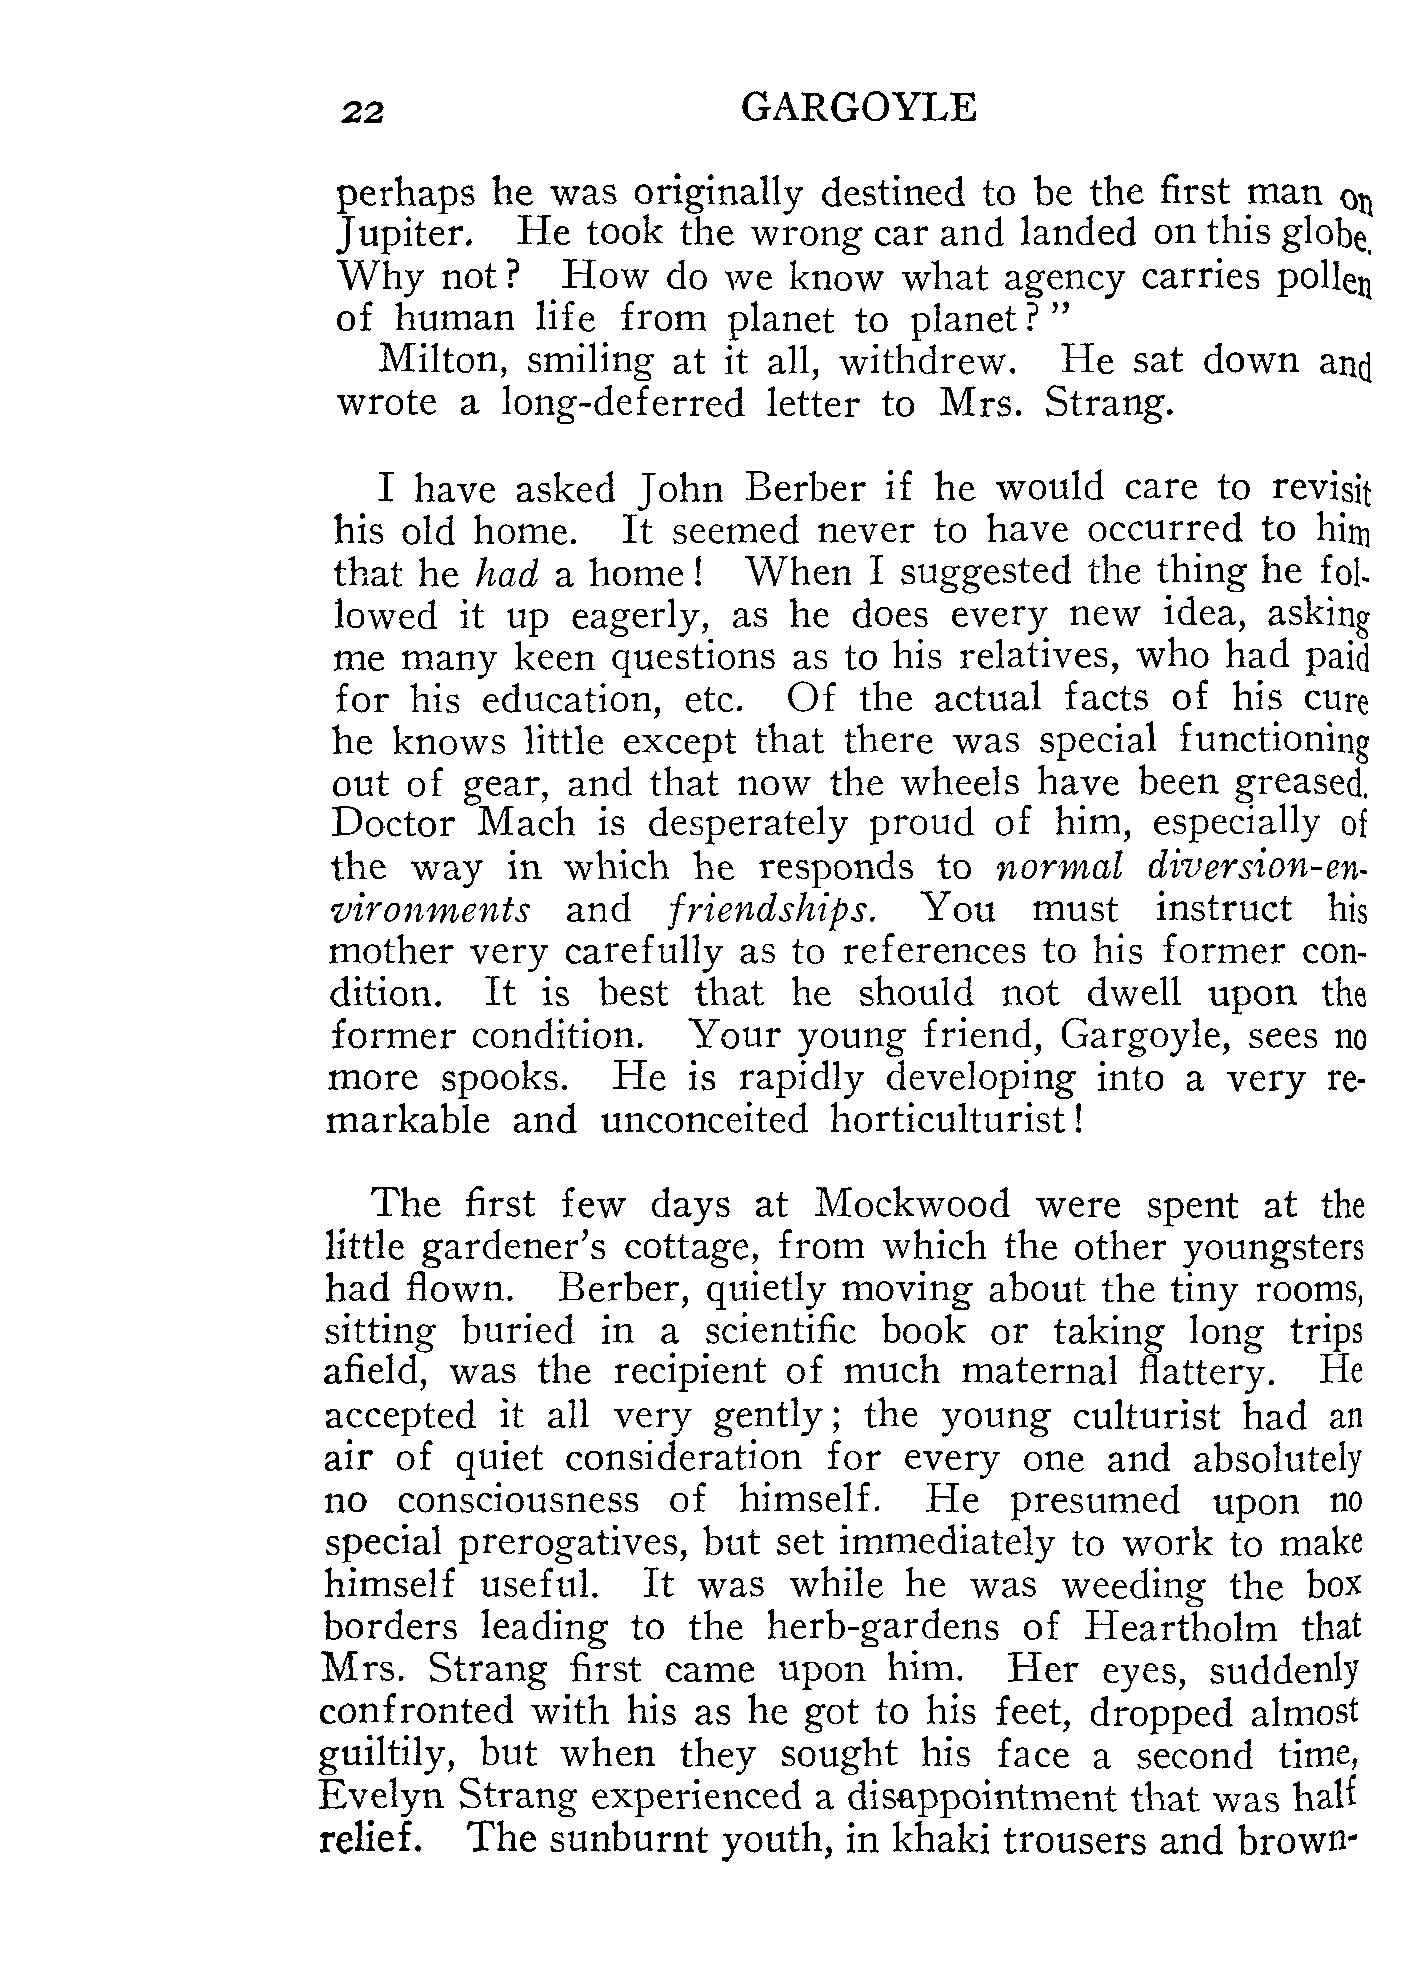 22 GARGOYLE
perhaps he was originally destined to be the first man on
Jupiter. He took the wrong car and landed on this globe.
Why not? How do we know what agency carries pollen
of human life from planet to planet?"
Milton, smiling at it all, withdrew. He sat down and
wrote a long-deferred letter to Mrs. Strang.
I have asked John Berber if he would care to revisit
his old home. It seemed never to have occurred to him
that he had a home! When I suggested the thing he fol-
lowed it up eagerly, as he does every new idea, asking
me many keen questions as to his relatives, who had paid
for his education, etc. Of the actual facts of his cure
he knows little except that there was special functioning
out of gear, and that now the wheels have been greased.
Doctor Mach is desperately proud of him, especially of
the way in which he responds to normal diversion-en-
vironments and friendships. You must instruct his
mother very carefully as to references to his former con-
dition. It is best that he should not dwell upon the
former condition. Your young friend, Gargoyle, sees no
more spooks. He is rapidly developing into a very re-
markable and unconceited horticulturist!
The first few days at Mockwood were spent at the
little gardener's cottage, from which the other youngsters
had flown. Berber, quietly moving about the tiny rooms,
sitting buried in a scientific book or taking long trips
afield, was the recipient of much maternal flattery. He
accepted it all very gently; the young culturist had an
air of quiet consideration for every one and absolutely
no consciousness of himself. He presumed upon no
special prerogatives, but set immediately to work to make
himself useful. It was while he was weeding the box
borders leading to the herb-gardens of Heartholm that
Mrs. Strang first came upon him. Her eyes, suddenly
confronted with his as he got to his feet, dropped almost
guiltily, but when they sought his face a second time,
Evelyn Strang experienced a disappointment that was half
relief. The sunburnt youth, in khaki trousers and brown-